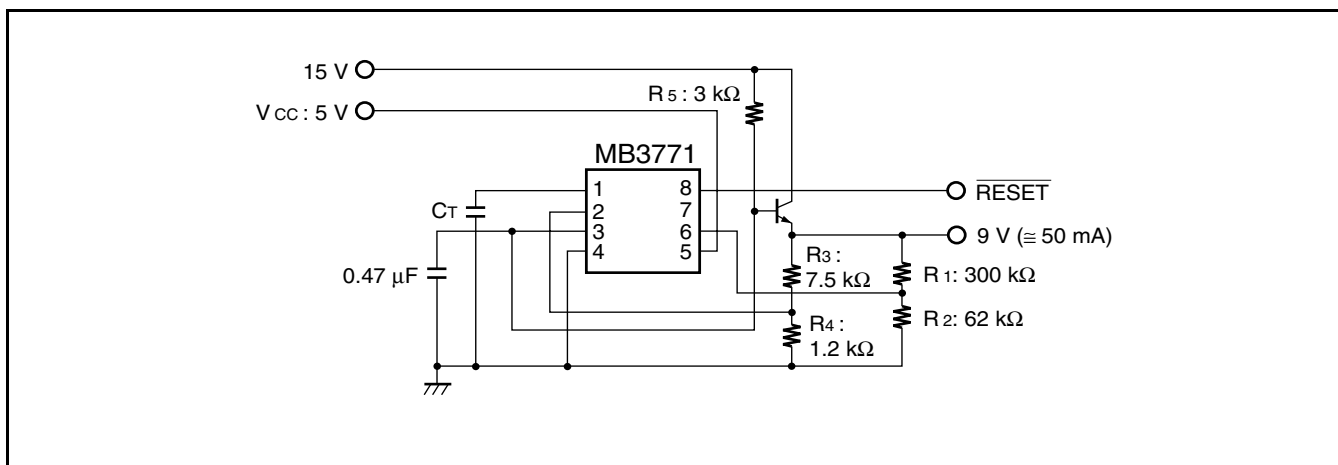 15 V
VCC : 5 V
R5 : 3 kΩ
MB3771
1
2
3
4
8
7
6
5
CT
0.47 μF
RESET
9 V (≅ 50 mA)
R3 :
7.5 kΩ
R1: 300 kΩ
R4 :
1.2 kΩ
R2: 62 kΩ